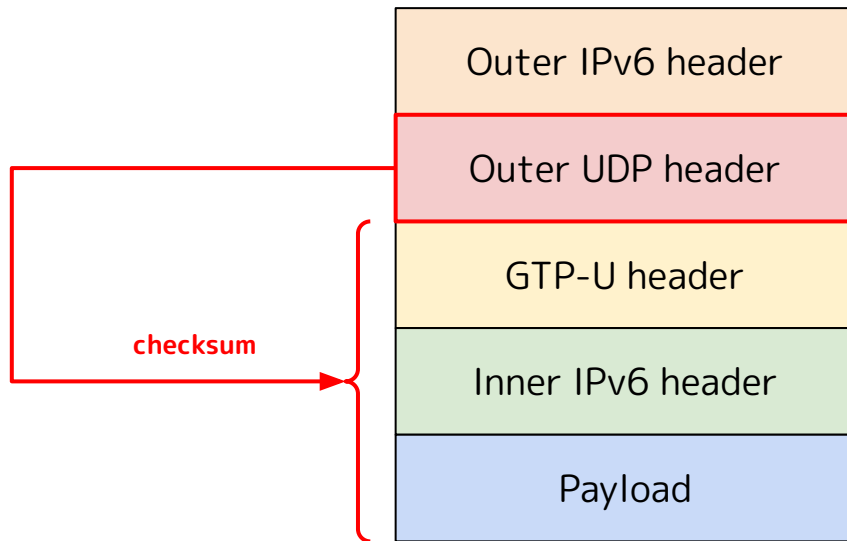 Outer IPv6 header
Outer UDP header
GTP-U header
checksum
Inner IPv6 header
Payload